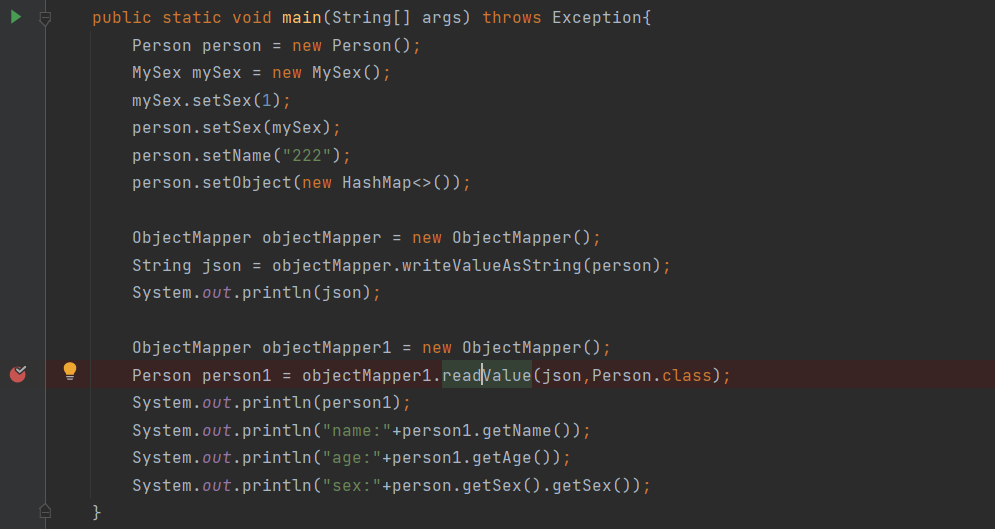 public static void main(String[] args) throws Exception{
Person person = new Person();
MySex mySex = new MySex();
mySex.setSex(1);
person.setSex(mySex);
person.setName("222");
person.setObject(new HashMap<>());
ObjectMapper objectMapper = new ObjectMapper();
String json = objectMapper.writeValueAsString(person);
System.out.println(json);
ObjectMapper objectMapper1 = new ObjectMapper();
Person person1 = objectMapper1.readValue(json,Person.class);
System.out.println(person1);
System.out.println("name:"+person1.getName());
System.out.println("age:"+person1.getAge());
System.out.println("sex:"+person.getSex().getSex());
}